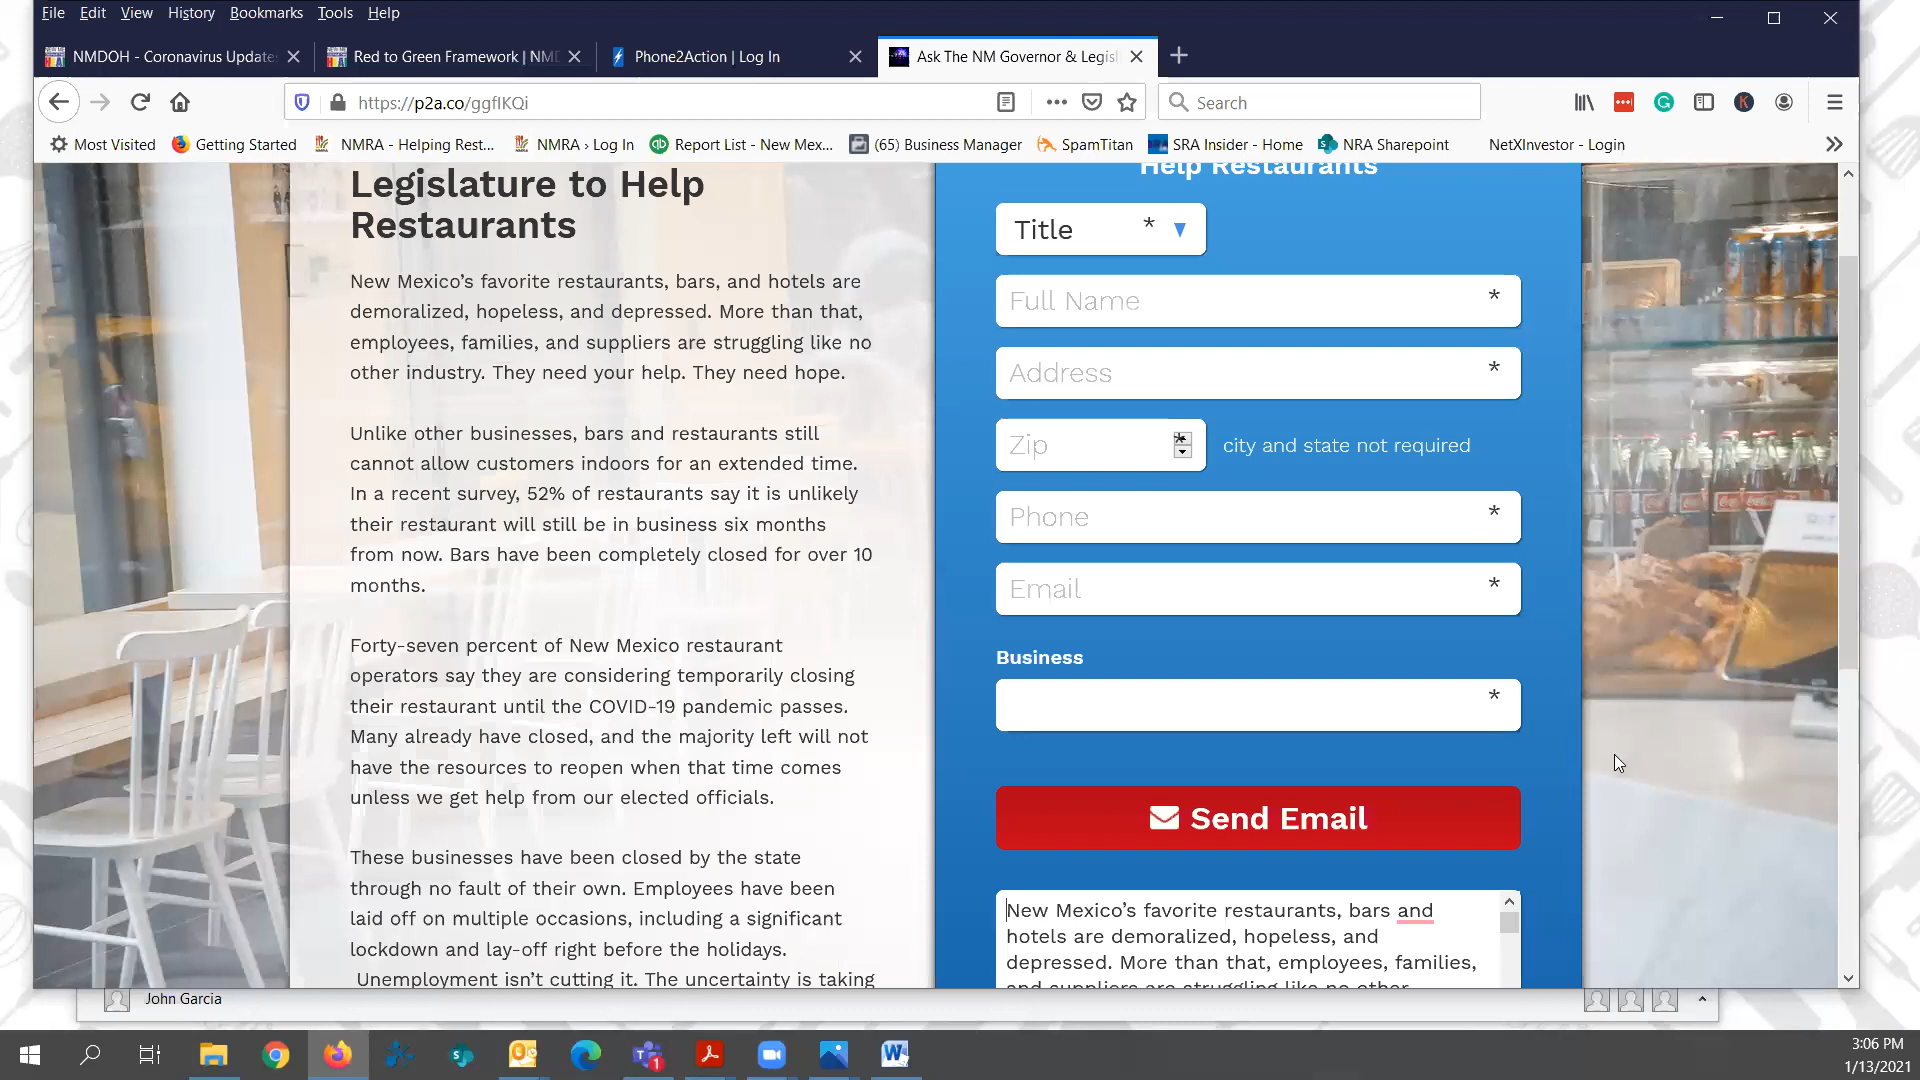 File Edit View History Bookmarks Tools Help
NMDOH - Coronavirus Updates
Red to Green Framework | NMD
Phone2Action | Log In
Ask The NM Governor & Legisl
https://p2a.co/ggfIKQi
Search
Most Visited
Getting Started
NMRA - Helping Rest...
NMRA › Log In
Report List - New Mex...
(65) Business Manager
SpamTitan
SRA Insider - Home
NRA Sharepoint
NetXInvestor - Login
Legislature to Help
Restaurants
New Mexico’s favorite restaurants, bars, and hotels are
demoralized, hopeless, and depressed. More than that,
employees, families, and suppliers are struggling like no
other industry. They need your help. They need hope.
Unlike other businesses, bars and restaurants still
cannot allow customers indoors for an extended time.
In a recent survey, 52% of restaurants say it is unlikely
their restaurant will still be in business six months
from now. Bars have been completely closed for over 10
months.
Forty-seven percent of New Mexico restaurant
operators say they are considering temporarily closing
their restaurant until the COVID-19 pandemic passes.
Many already have closed, and the majority left will not
have the resources to reopen when that time comes
unless we get help from our elected officials.
These businesses have been closed by the state
through no fault of their own. Employees have been
laid off on multiple occasions, including a significant
lockdown and lay-off right before the holidays.
Unemployment isn’t cutting it. The uncertainty is taking
Help Restaurants
Title *
Full Name *
Address *
Zip * city and state not required
Phone *
Email *
Business
*
Send Email
New Mexico’s favorite restaurants, bars and
hotels are demoralized, hopeless, and
depressed. More than that, employees, families,
and suppliers are struggling like no other
John Garcia
3:06 PM
1/13/2021